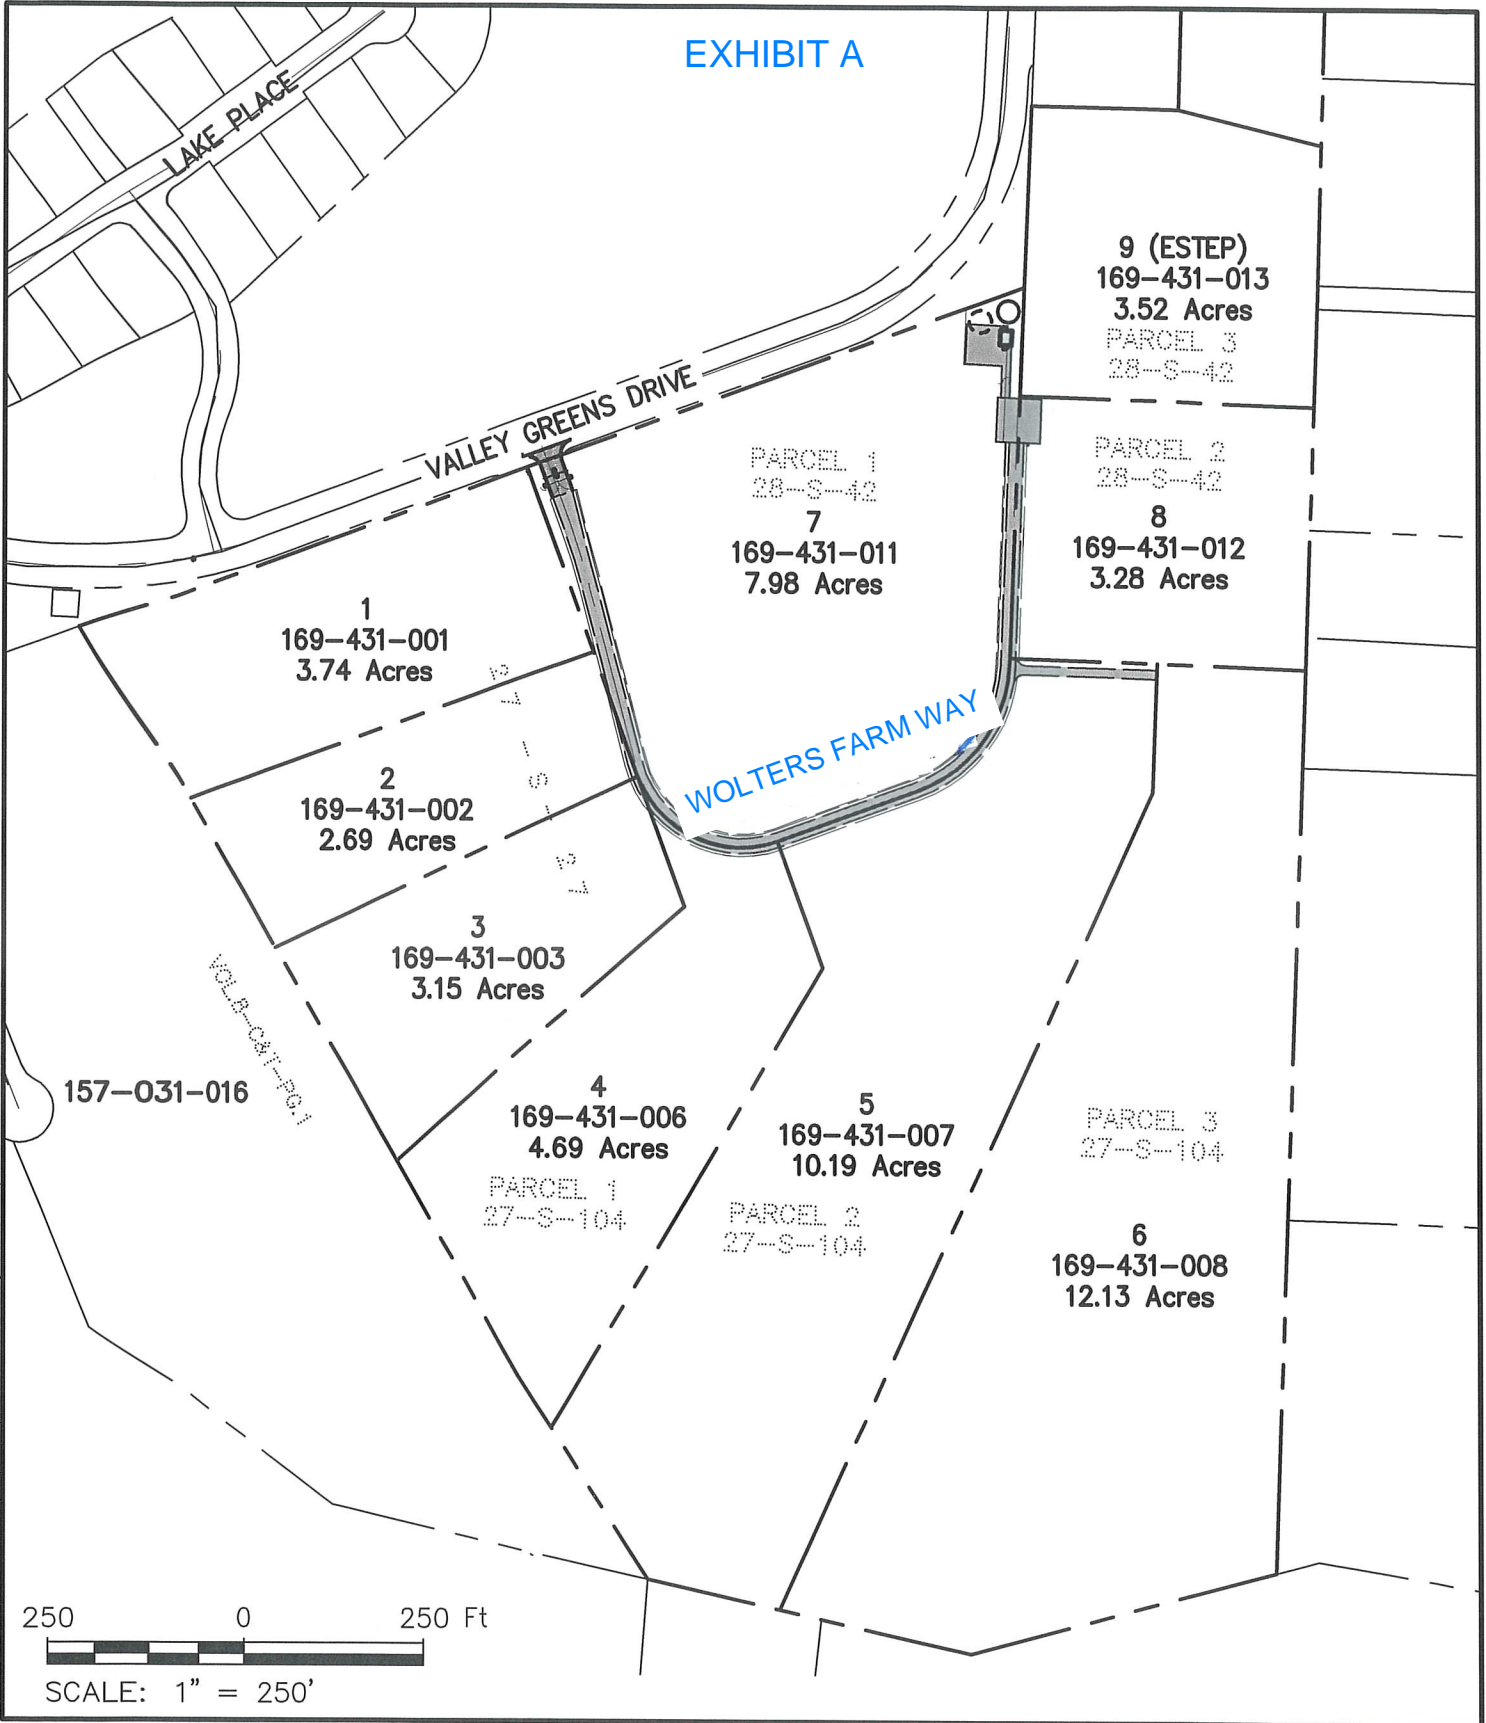 EXHIBIT A
LAKE PLACE
9 (ESTEP)
169-431-013
3.52 Acres
PARCEL 3
28-S-42
VALLEY GREENS DRIVE
PARCEL 1
28-S-42
7
169-431-011
7.98 Acres
PARCEL 2
28-S-42
8
169-431-012
3.28 Acres
1
169-431-001
3.74 Acres
27-S-37
WOLTERS FARM WAY
2
169-431-002
2.69 Acres
3
169-431-003
3.15 Acres
VOL.8-C&T-PG.1
157-031-016
4
169-431-006
4.69 Acres
PARCEL 1
27-S-104
5
169-431-007
10.19 Acres
PARCEL 2
27-S-104
PARCEL 3
27-S-104
6
169-431-008
12.13 Acres
250 0 250 Ft
SCALE: 1" = 250'